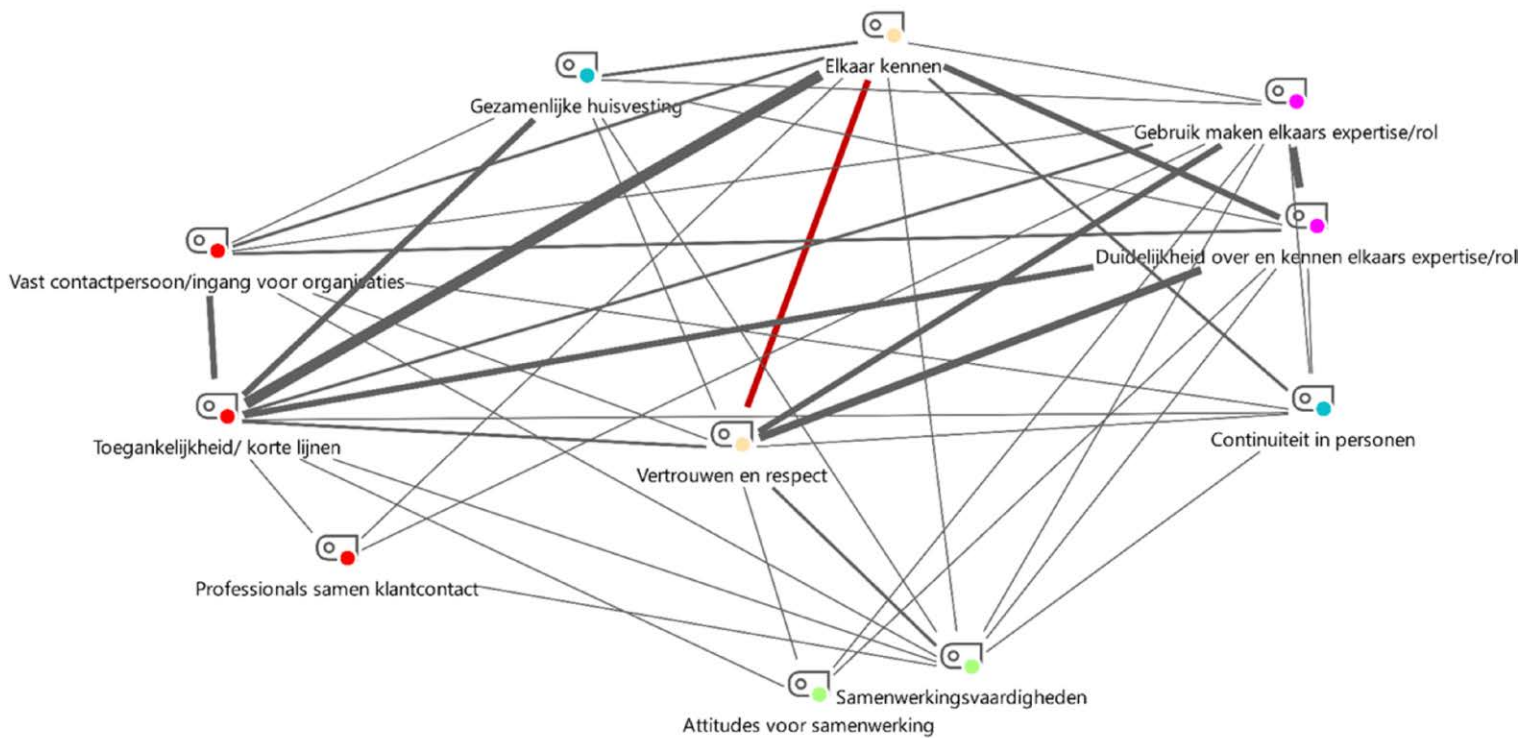 Elkaar kennen
Gezamenlijke huisvesting
Gebruik maken elkaars expertise/rol
Duidelijkheid over en kennen elkaars expertise/rol
Vast contactpersoon/ingang voor organisaties
Continuiteit in personen
Toegankelijkheid/ korte lijnen
Vertrouwen en respect
Professionals samen klantcontact
Samenwerkingsvaardigheden
Attitudes voor samenwerking